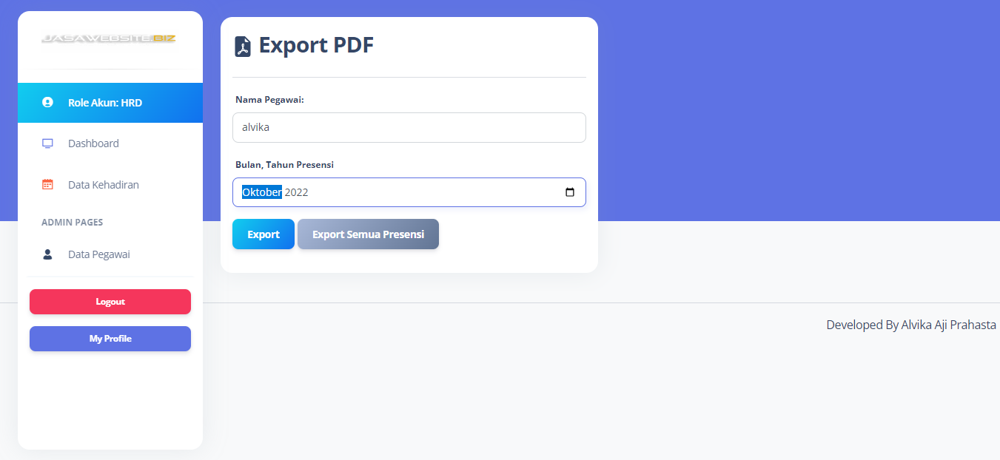 JASAWEBSITE.BIZ
Role Akun: HRD
Dashboard
Data Kehadiran
ADMIN PAGES
Data Pegawai
Logout
My Profile
Export PDF
Nama Pegawai:
alvika
Bulan, Tahun Presensi
Oktober 2022
Export
Export Semua Presensi
Developed By Alvika Aji Prahasta